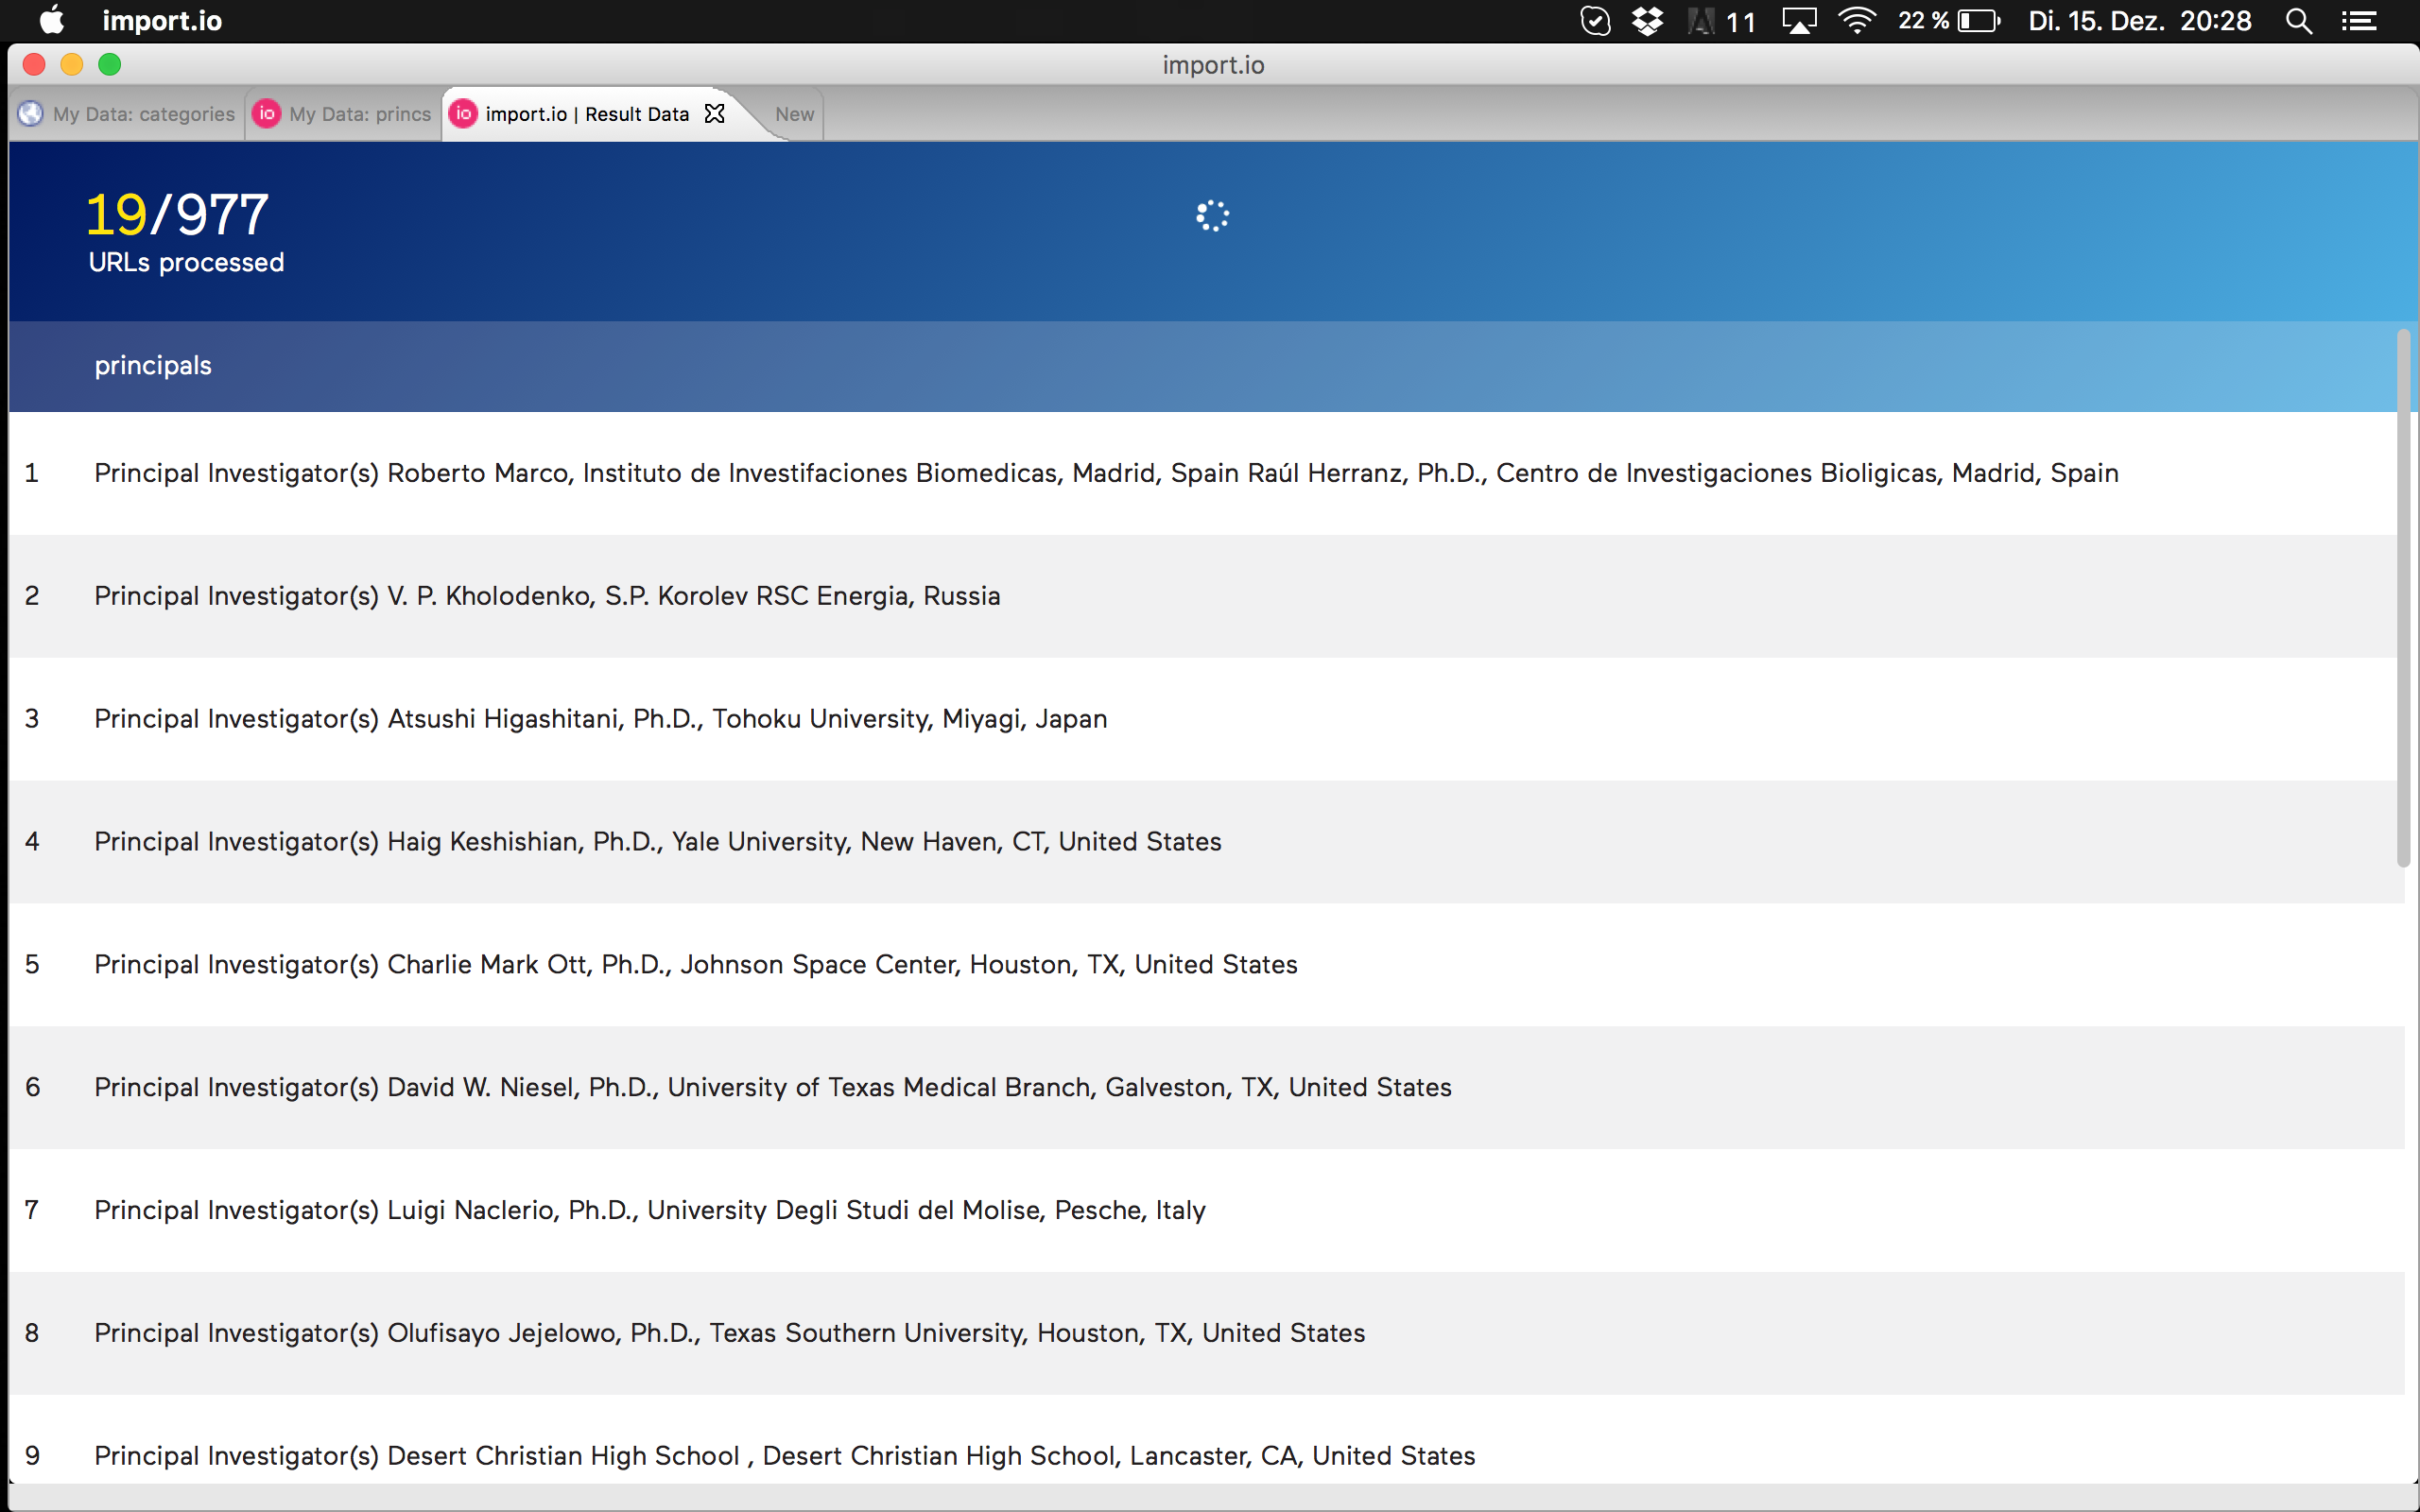 import.io
11
22 %
Di. 15. Dez. 20:28
import.io
My Data: categories
io My Data: princs
io import.io | Result Data
New
19/977
URLs processed
principals
1 Principal Investigator(s) Roberto Marco, Instituto de Investifaciones Biomedicas, Madrid, Spain Raúl Herranz, Ph.D., Centro de Investigaciones Bioligicas, Madrid, Spain
2 Principal Investigator(s) V. P. Kholodenko, S.P. Korolev RSC Energia, Russia
3 Principal Investigator(s) Atsushi Higashitani, Ph.D., Tohoku University, Miyagi, Japan
4 Principal Investigator(s) Haig Keshishian, Ph.D., Yale University, New Haven, CT, United States
5 Principal Investigator(s) Charlie Mark Ott, Ph.D., Johnson Space Center, Houston, TX, United States
6 Principal Investigator(s) David W. Niesel, Ph.D., University of Texas Medical Branch, Galveston, TX, United States
7 Principal Investigator(s) Luigi Naclerio, Ph.D., University Degli Studi del Molise, Pesche, Italy
8 Principal Investigator(s) Olufisayo Jejelowo, Ph.D., Texas Southern University, Houston, TX, United States
9 Principal Investigator(s) Desert Christian High School , Desert Christian High School, Lancaster, CA, United States